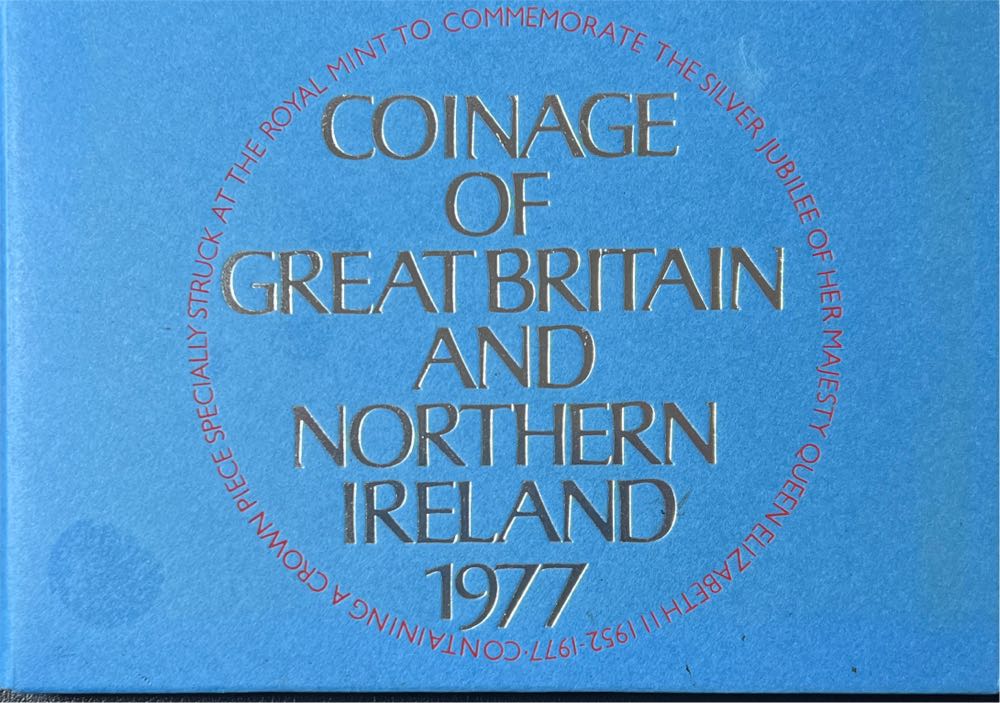 COINAGE
OF
GREAT BRITAIN
AND
NORTHERN
IRELAND
1977
CONTAINING A CROWN PIECE SPECIALLY STRUCK AT THE ROYAL MINT TO COMMEMORATE THE SILVER JUBILEE OF HER MAJESTY QUEEN ELIZABETH II 1952-1977·